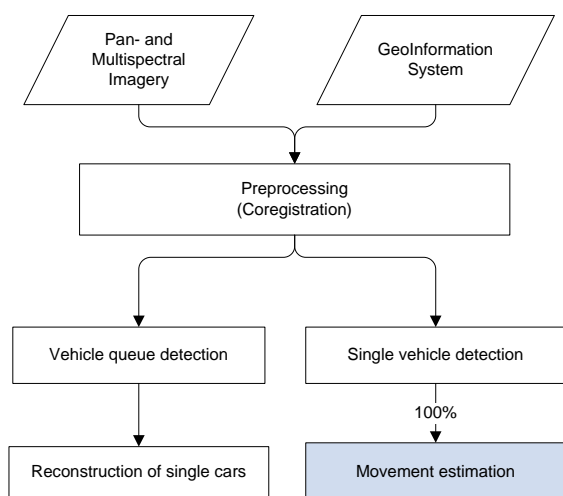 Pan- and
Multispectral
Imagery
GeoInformation
System
Preprocessing
(Coregistration)
Vehicle queue detection
Single vehicle detection
100%
Reconstruction of single cars
Movement estimation